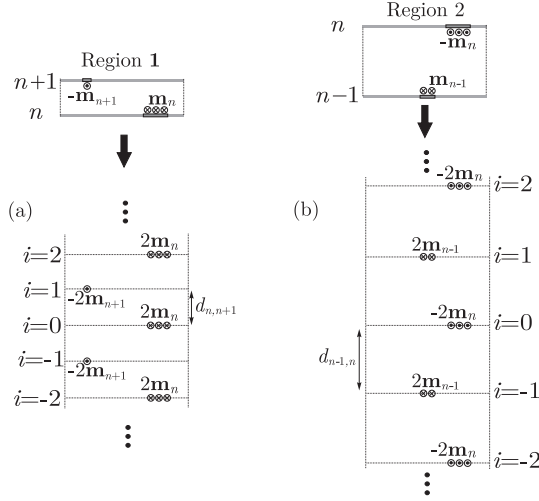 Region 1
n+1
-m_{n+1}
m_n
n
(a)
i=2
2m_n
i=1
-2m_{n+1}
d_{n,n+1}
i=0
2m_n
i=-1
-2m_{n+1}
i=-2
2m_n
Region 2
n
-m_n
m_{n-1}
n-1
(b)
-2m_n
i=2
2m_{n-1}
i=1
-2m_n
i=0
d_{n-1,n}
2m_{n-1}
i=-1
-2m_n
i=-2